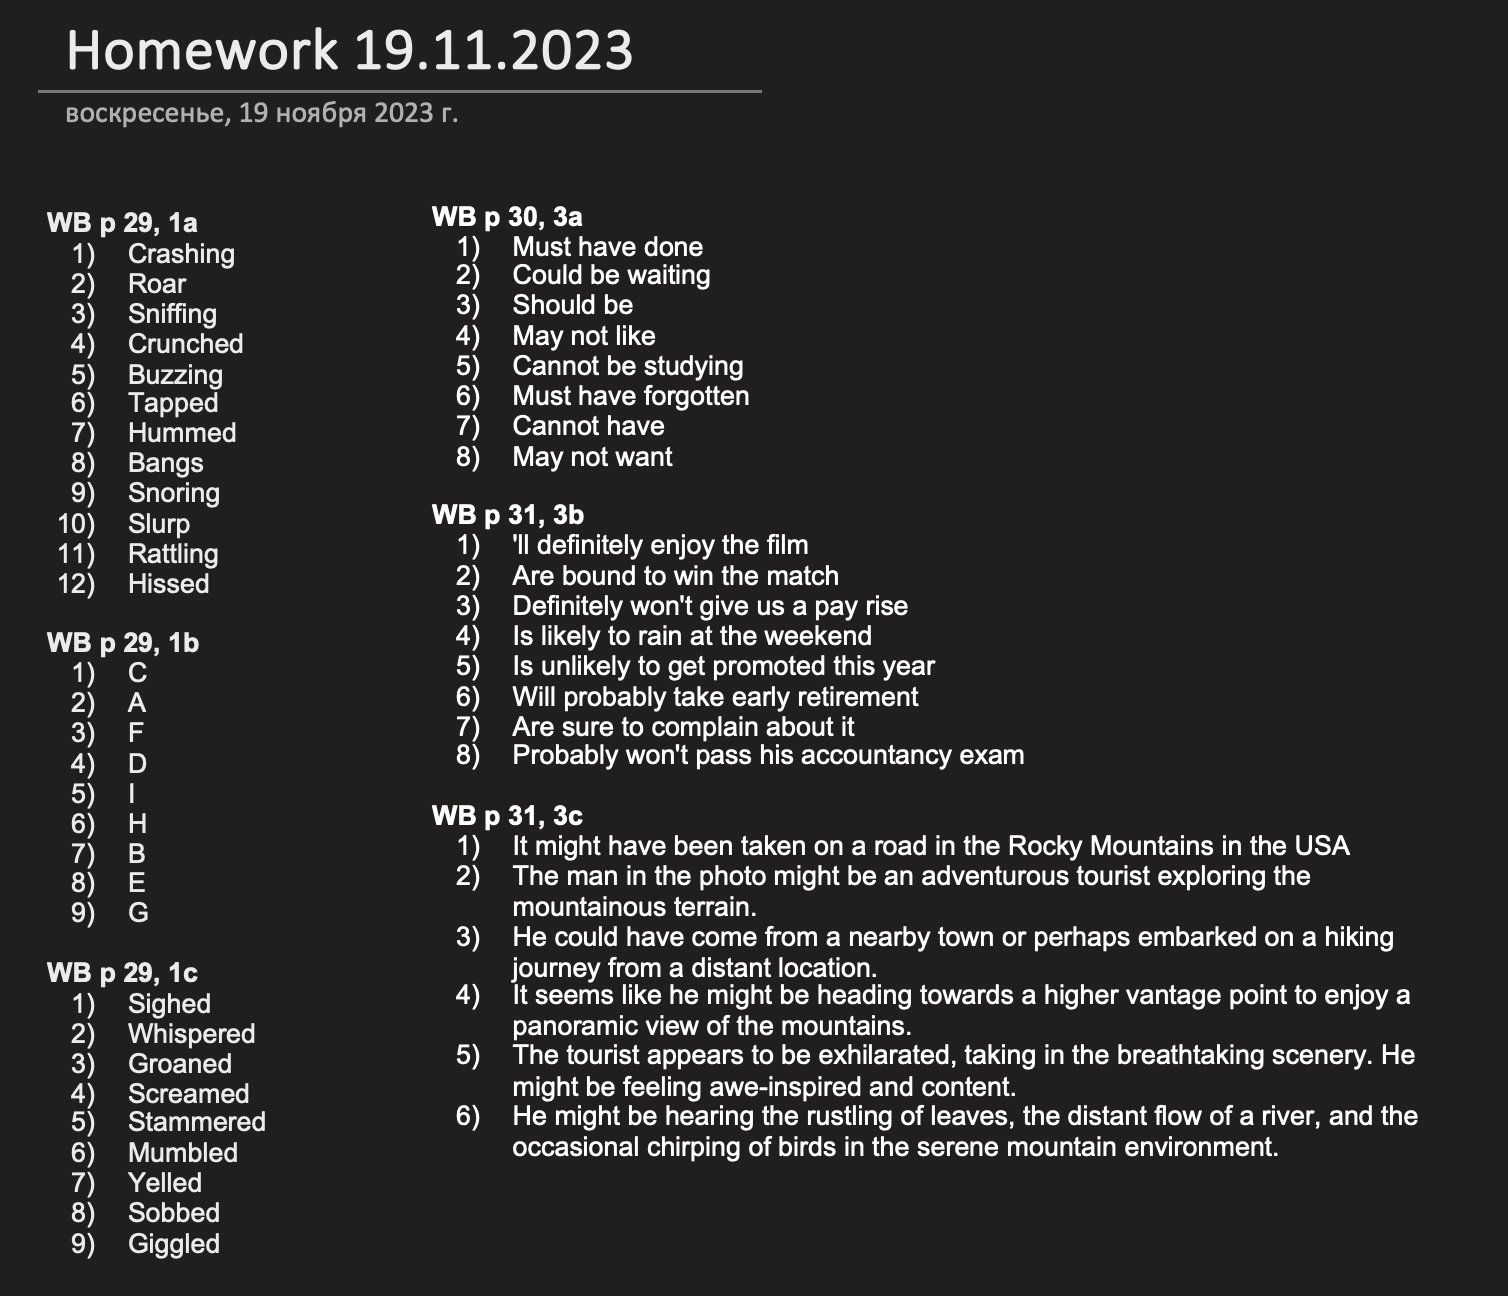 Homework 19.11.2023
воскресенье, 19 ноября 2023 г.
WB p 29, 1a
1) Crashing
2) Roar
3) Sniffing
4) Crunched
5) Buzzing
6) Tapped
7) Hummed
8) Bangs
9) Snoring
10) Slurp
11) Rattling
12) Hissed
WB p 29, 1b
1) C
2) A
3) F
4) D
5) I
6) H
7) B
8) E
9) G
WB p 29, 1c
1) Sighed
2) Whispered
3) Groaned
4) Screamed
5) Stammered
6) Mumbled
7) Yelled
8) Sobbed
9) Giggled
WB p 30, 3a
1) Must have done
2) Could be waiting
3) Should be
4) May not like
5) Cannot be studying
6) Must have forgotten
7) Cannot have
8) May not want
WB p 31, 3b
1) 'll definitely enjoy the film
2) Are bound to win the match
3) Definitely won't give us a pay rise
4) Is likely to rain at the weekend
5) Is unlikely to get promoted this year
6) Will probably take early retirement
7) Are sure to complain about it
8) Probably won't pass his accountancy exam
WB p 31, 3c
1) It might have been taken on a road in the Rocky Mountains in the USA
2) The man in the photo might be an adventurous tourist exploring the
mountainous terrain.
3) He could have come from a nearby town or perhaps embarked on a hiking
journey from a distant location.
4) It seems like he might be heading towards a higher vantage point to enjoy a
panoramic view of the mountains.
5) The tourist appears to be exhilarated, taking in the breathtaking scenery. He
might be feeling awe-inspired and content.
6) He might be hearing the rustling of leaves, the distant flow of a river, and the
occasional chirping of birds in the serene mountain environment.